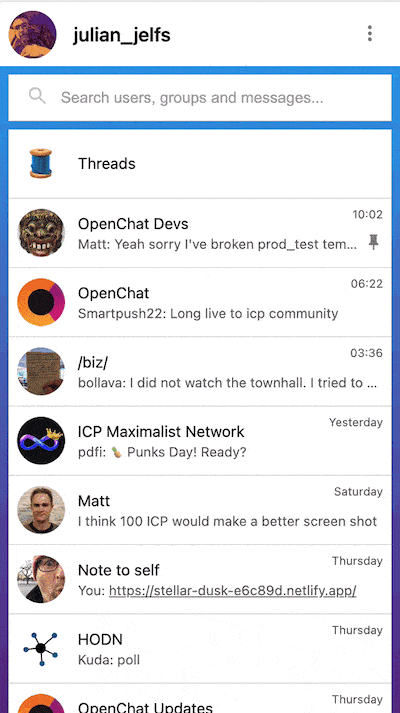 julian_jelfs
Search users, groups and messages...
Threads
10:02
OpenChat Devs
Matt: Yeah sorry I've broken prod_test tem...
06:22
OpenChat
Smartpush22: Long live to icp community
03:36
/biz/
bollava: I did not watch the townhall. I tried to ...
Yesterday
ICP Maximalist Network
pdfi: 🍍 Punks Day! Ready?
Saturday
Matt
I think 100 ICP would make a better screen shot
Thursday
Note to self
You: https://stellar-dusk-e6c89d.netlify.app/
Thursday
HODN
Kuda: poll
Thursday
OpenChat Updates